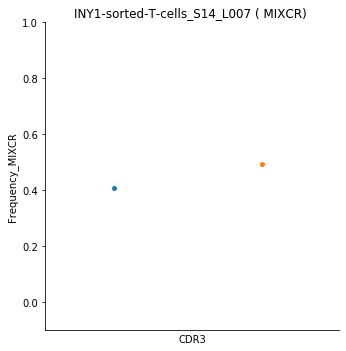 INY1-sorted-T-cells_S14_L007 ( MIXCR)
1.0
0.8
0.6
0.4
0.2
0.0
Frequency_MIXCR
CDR3